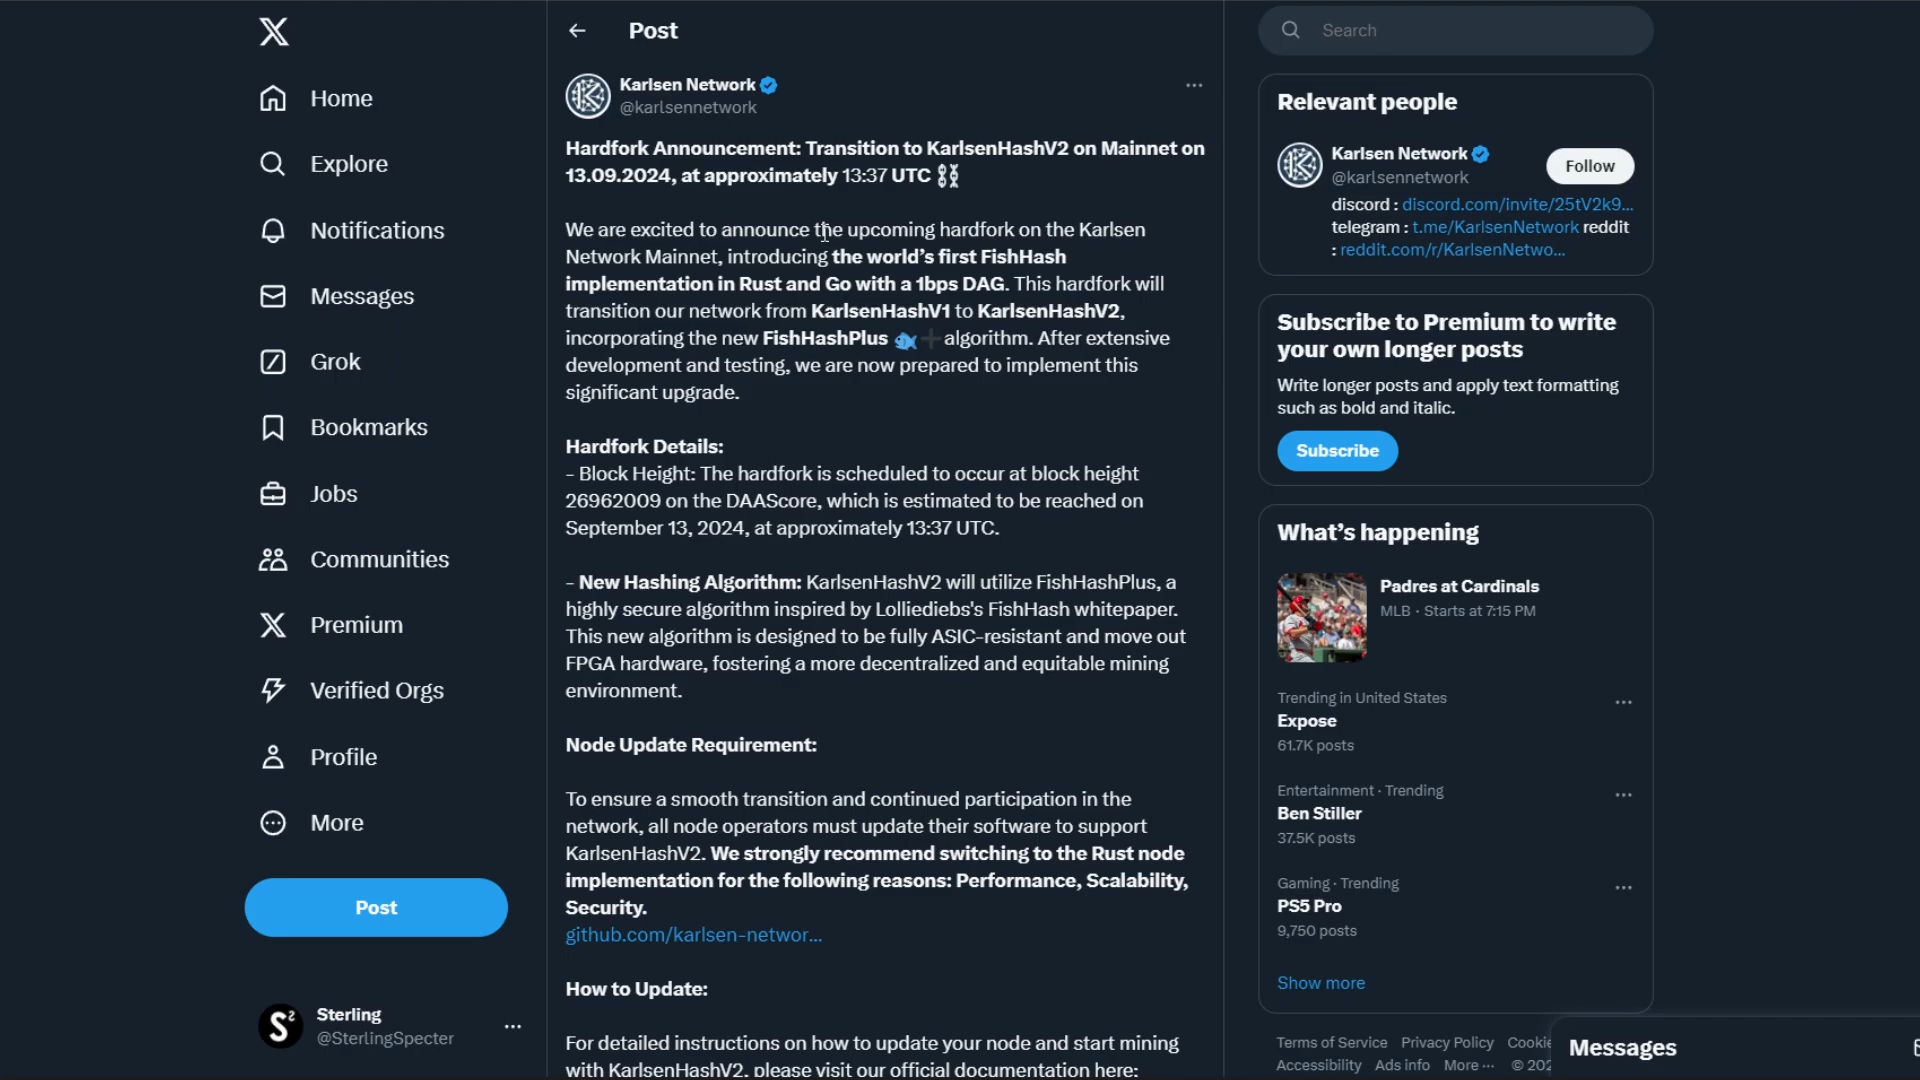 Home
Explore
Notifications
Messages
Grok
Bookmarks
Jobs
Communities
Premium
Verified Orgs
Profile
More
Post
Sterling
@SterlingSpecter
Post
Karlsen Network
@karlsennetwork
Hardfork Announcement: Transition to KarlsenHashV2 on Mainnet on
13.09.2024, at approximately 13:37 UTC ⛓️⛓️
We are excited to announce the upcoming hardfork on the Karlsen
Network Mainnet, introducing the world’s first FishHash
implementation in Rust and Go with a 1bps DAG. This hardfork will
transition our network from KarlsenHashV1 to KarlsenHashV2,
incorporating the new FishHashPlus 🐟➕ algorithm. After extensive
development and testing, we are now prepared to implement this
significant upgrade.
Hardfork Details:
- Block Height: The hardfork is scheduled to occur at block height
26962009 on the DAAScore, which is estimated to be reached on
September 13, 2024, at approximately 13:37 UTC.
- New Hashing Algorithm: KarlsenHashV2 will utilize FishHashPlus, a
highly secure algorithm inspired by Lolliedieb's FishHash whitepaper.
This new algorithm is designed to be fully ASIC-resistant and move out
FPGA hardware, fostering a more decentralized and equitable mining
environment.
Node Update Requirement:
To ensure a smooth transition and continued participation in the
network, all node operators must update their software to support
KarlsenHashV2. We strongly recommend switching to the Rust node
implementation for the following reasons: Performance, Scalability,
Security.
github.com/karlsen-networ...
How to Update:
For detailed instructions on how to update your node and start mining
with KarlsenHashV2, please visit our official documentation here:
Search
Relevant people
Karlsen Network
@karlsennetwork
Follow
discord : discord.com/invite/25tV2k9...
telegram : t.me/KarlsenNetwork reddit
: reddit.com/r/KarlsenNetwo...
Subscribe to Premium to write
your own longer posts
Write longer posts and apply text formatting
such as bold and italic.
Subscribe
What’s happening
Padres at Cardinals
MLB · Starts at 7:15 PM
Trending in United States
Expose
61.7K posts
Entertainment · Trending
Ben Stiller
37.5K posts
Gaming · Trending
PS5 Pro
9,750 posts
Show more
Terms of Service Privacy Policy Cookie
Accessibility Ads info More ··· © 202
Messages